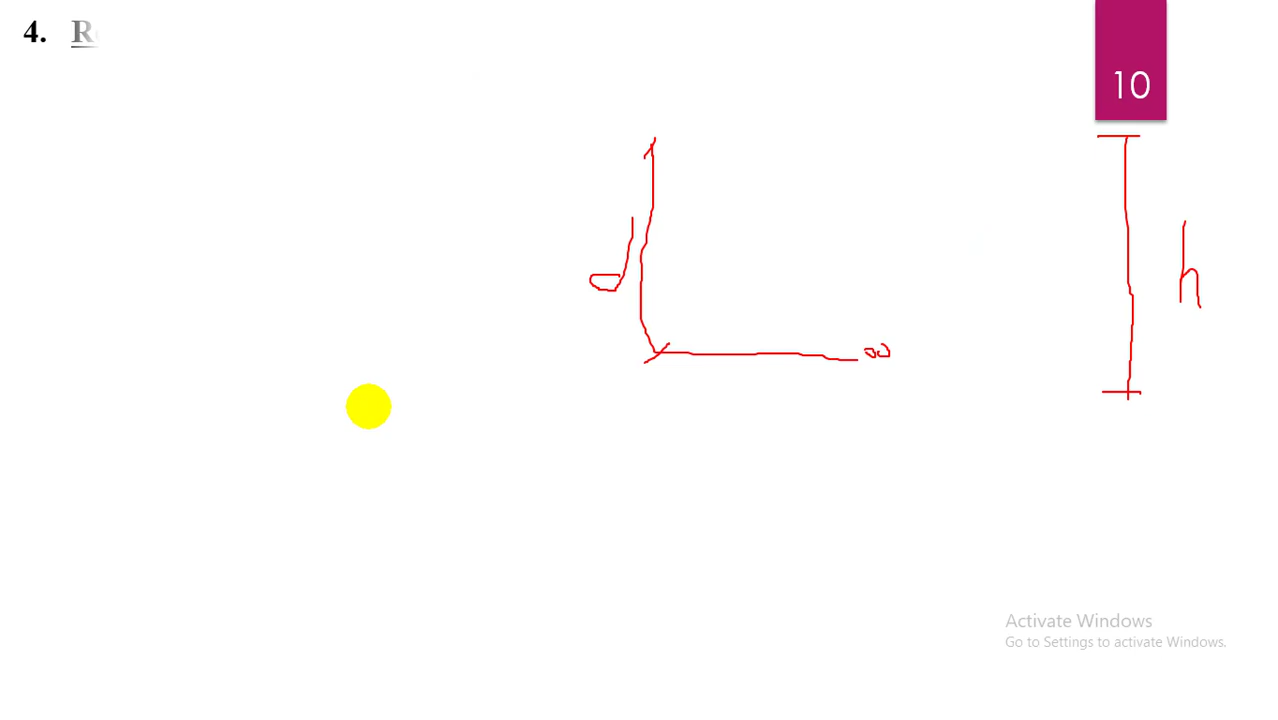 4.
10
d
h
∞
Activate Windows
Go to Settings to activate Windows.